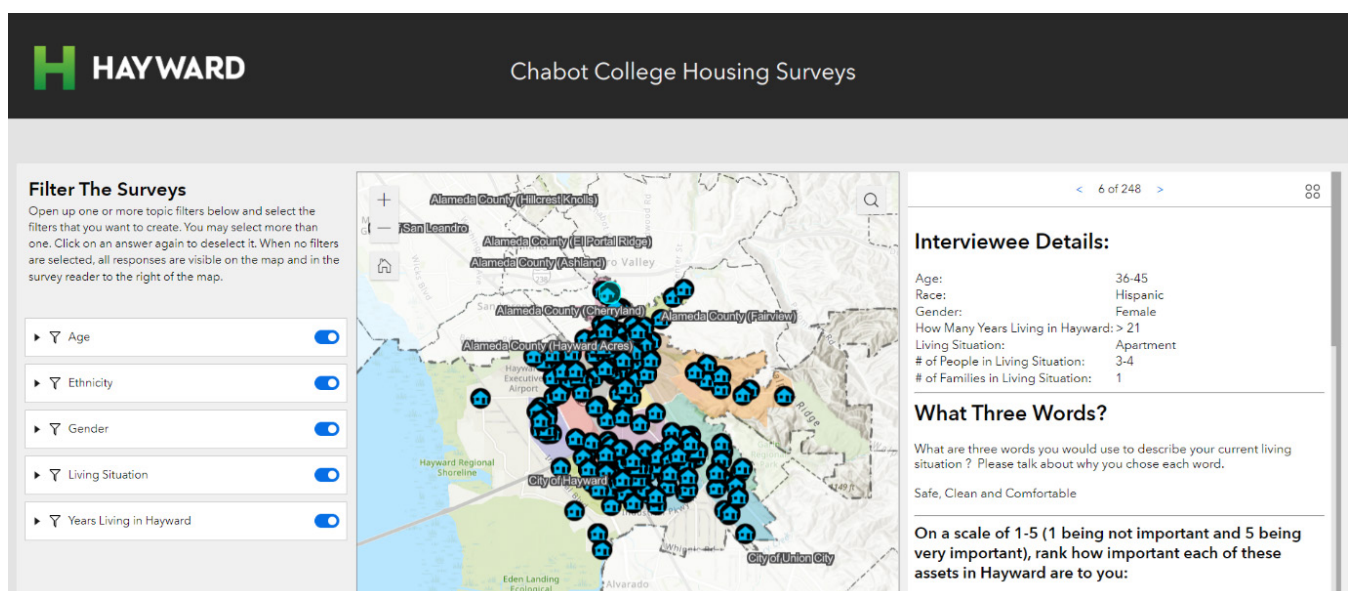 HAYWARD
Chabot College Housing Surveys
Filter The Surveys
Open up one or more topic filters below and select the
filters that you want to create. You may select more than
one. Click on an answer again to deselect it. When no filters
are selected, all responses are visible on the map and in the
survey reader to the right of the map.
Age
Ethnicity
Gender
Living Situation
Years Living in Hayward
Alameda County (Hillcrest Knolls)
San Leandro
Alameda County (El Portal Ridge)
Alameda County (Ashland)
ro Valley
238
Alameda County (Cherryland)
Alameda County (Fairview)
Alameda County (Hayward Acres)
Executive
Airport
Ridge
Hayward Regional
Shoreline
City of Hayward
City of Union City
Eden Landing
Ecological
Alvarado
< 6 of 248 >
Interviewee Details:
Age: 36-45
Race: Hispanic
Gender: Female
How Many Years Living in Hayward: > 21
Living Situation: Apartment
# of People in Living Situation: 3-4
# of Families in Living Situation: 1
What Three Words?
What are three words you would use to describe your current living
situation ? Please talk about why you chose each word.
Safe, Clean and Comfortable
On a scale of 1-5 (1 being not important and 5 being
very important), rank how important each of these
assets in Hayward are to you: